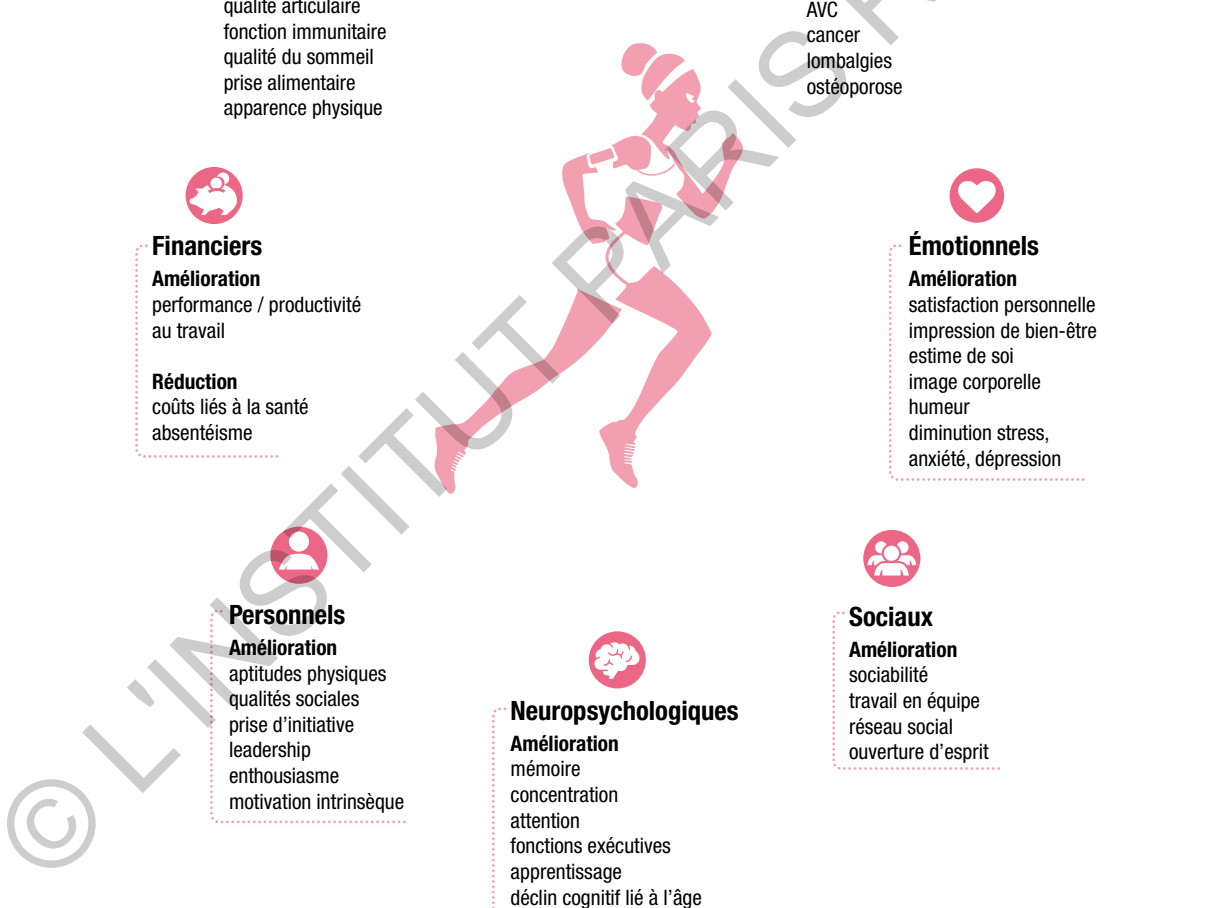 qualité articulaire
fonction immunitaire
qualité du sommeil
prise alimentaire
apparence physique
AVC
cancer
lombalgies
ostéoporose
Financiers
Amélioration
performance / productivité
au travail
Réduction
coûts liés à la santé
absentéisme
Émotionnels
Amélioration
satisfaction personnelle
impression de bien-être
estime de soi
image corporelle
humeur
diminution stress,
anxiété, dépression
Personnels
Amélioration
aptitudes physiques
qualités sociales
prise d'initiative
leadership
enthousiasme
motivation intrinsèque
Neuropsychologiques
Amélioration
mémoire
concentration
attention
fonctions exécutives
apprentissage
déclin cognitif lié à l'âge
Sociaux
Amélioration
sociabilité
travail en équipe
réseau social
ouverture d'esprit
© L'INSTITUT PARIS